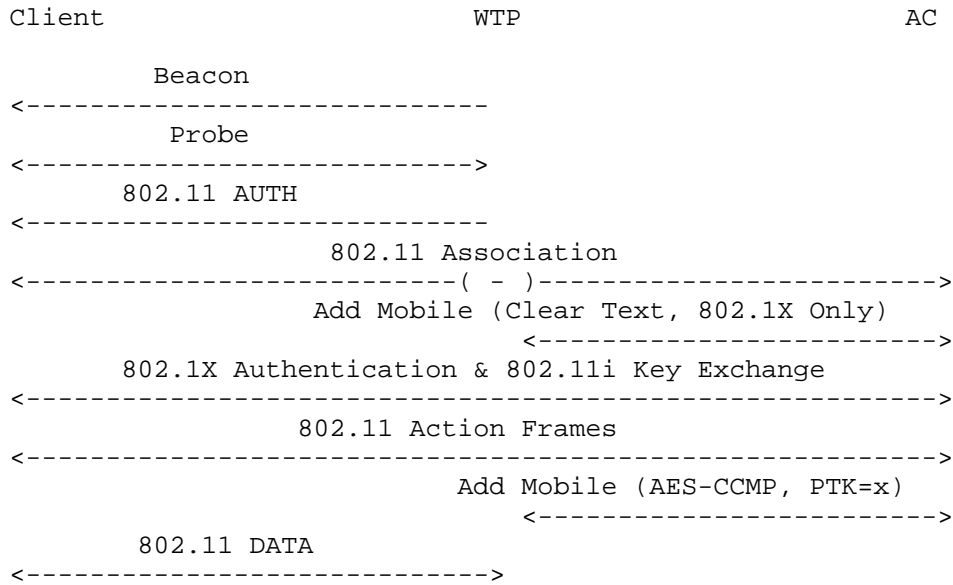 Client WTP AC
Beacon
<-----------------------------
Probe
<---------------------------->
802.11 AUTH
<-----------------------------
802.11 Association
<---------------------------( - )------------------------->
Add Mobile (Clear Text, 802.1X Only)
<------------------------->
802.1X Authentication & 802.11i Key Exchange
<--------------------------------------------------------->
802.11 Action Frames
<--------------------------------------------------------->
Add Mobile (AES-CCMP, PTK=x)
<------------------------->
802.11 DATA
<----------------------------->